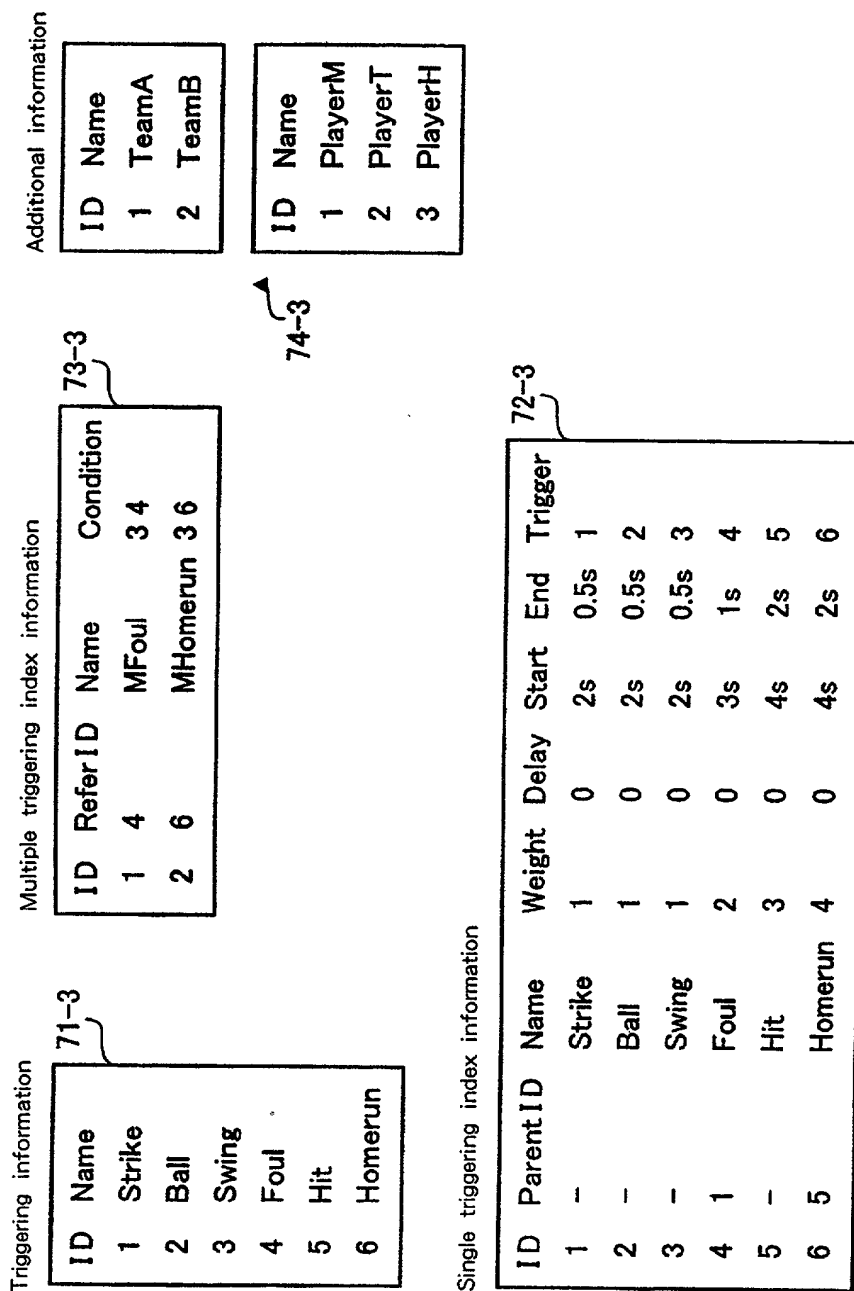 Triggering information
71-3
ID Name
1 Strike
2 Ball
3 Swing
4 Foul
5 Hit
6 Homerun
Multiple triggering index information
73-3
ID ReferID Name Condition
1 4 MFoul 3 4
2 6 MHomerun 3 6
Additional information
ID Name
1 TeamA
2 TeamB
ID Name
1 PlayerM
2 PlayerT
3 PlayerH
74-3
Single triggering index information
72-3
ID ParentID Name Weight Delay Start End Trigger
1 - Strike 1 0 2s 0.5s 1
2 - Ball 1 0 2s 0.5s 2
3 - Swing 1 0 2s 0.5s 3
4 1 Foul 2 0 3s 1s 4
5 - Hit 3 0 4s 2s 5
6 5 Homerun 4 0 4s 2s 6